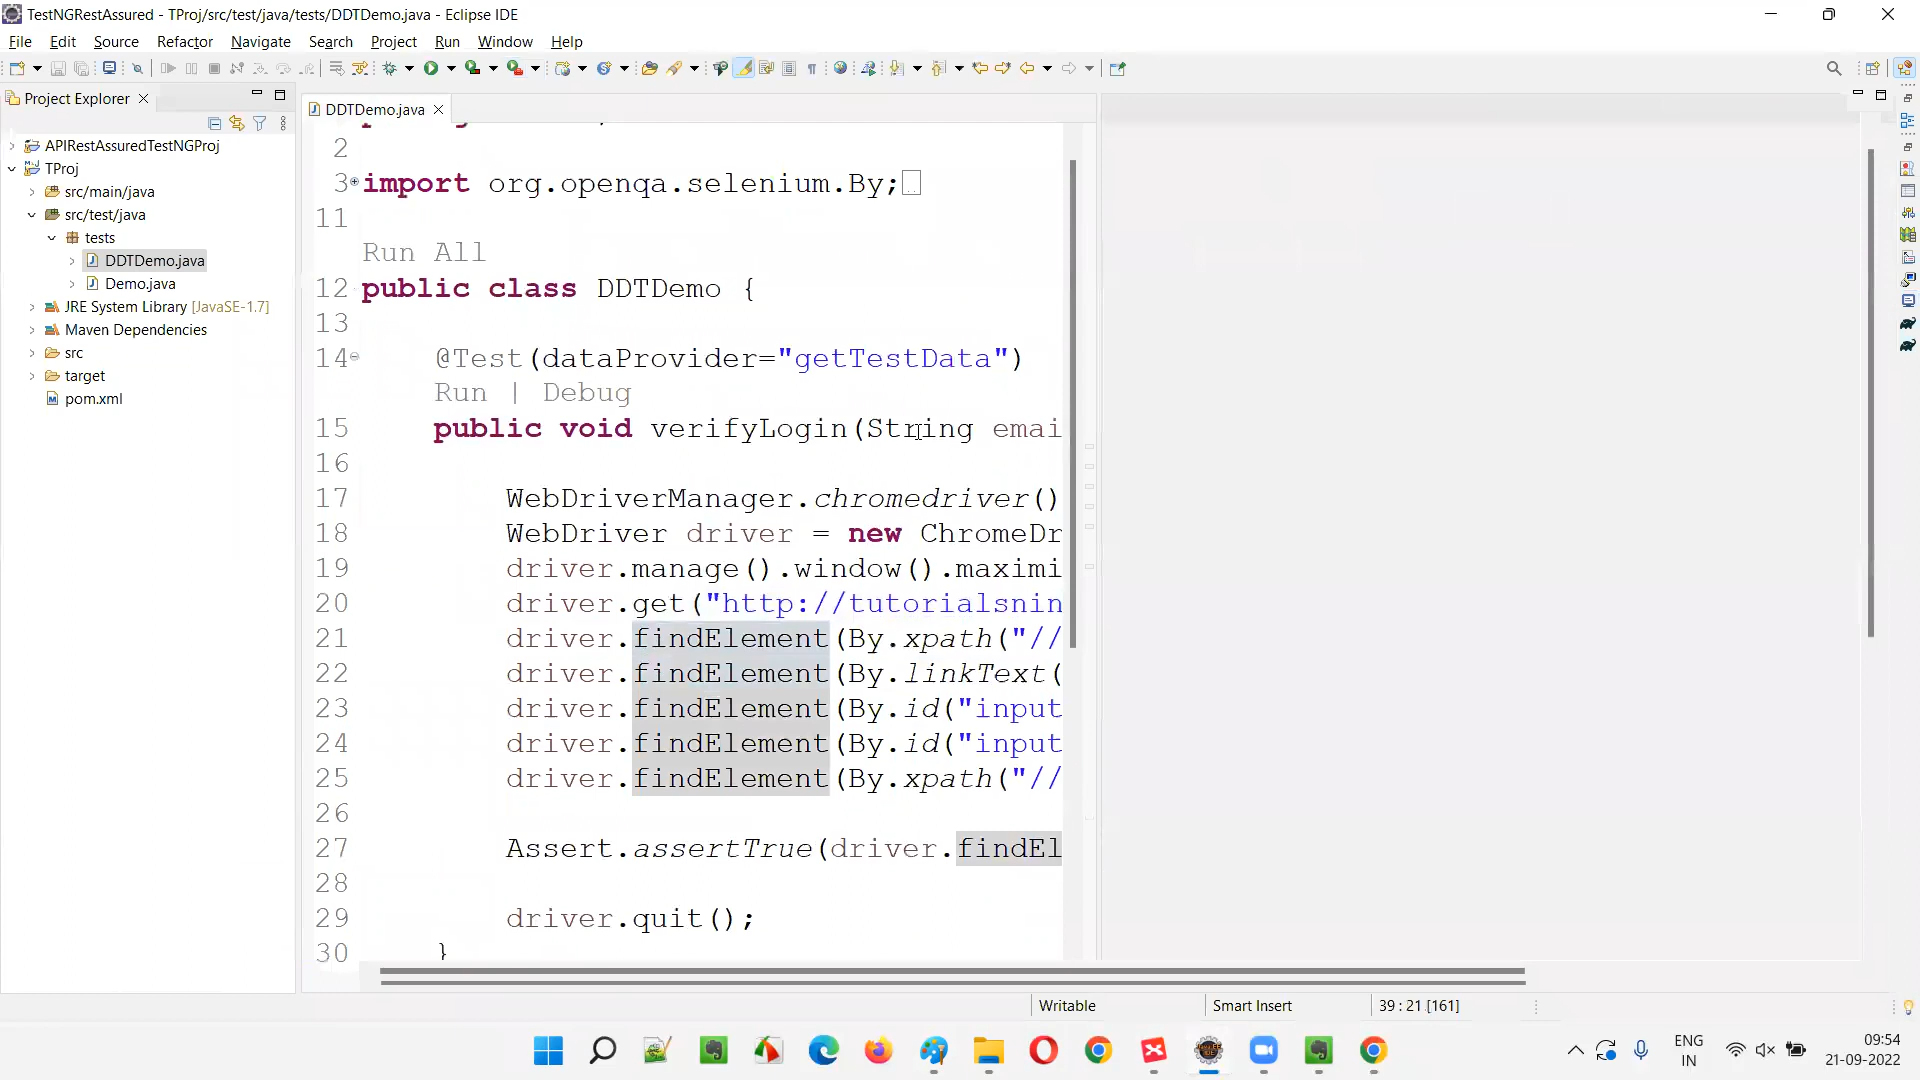 TestNGRestAssured - TProj/src/test/java/tests/DDTDemo.java - Eclipse IDE
File Edit Source Refactor Navigate Search Project Run Window Help
Project Explorer
APIRestAssuredTestNGProj
TProj
src/main/java
src/test/java
tests
DDTDemo.java
Demo.java
JRE System Library [JavaSE-1.7]
Maven Dependencies
src
target
pom.xml
DDTDemo.java
2
3 import org.openqa.selenium.By;
11
Run All
12 public class DDTDemo {
13
14 @Test(dataProvider="getTestData")
Run | Debug
15 public void verifyLogin(String emai
16
17 WebDriverManager.chromedriver()
18 WebDriver driver = new ChromeDr
19 driver.manage().window().maximi
20 driver.get("http://tutorialsnin
21 driver.findElement(By.xpath("//
22 driver.findElement(By.linkText(
23 driver.findElement(By.id("input
24 driver.findElement(By.id("input
25 driver.findElement(By.xpath("//
26
27 Assert.assertTrue(driver.findEl
28
29 driver.quit();
30 }
Writable Smart Insert 39 : 21 [161]
ENG
IN
09:54
21-09-2022